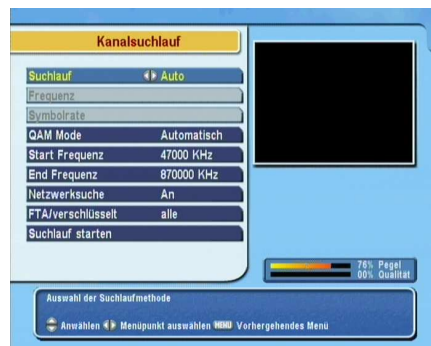 Kanalsuchlauf
Suchlauf Auto
Frequenz
Symbolrate
QAM Mode Automatisch
Start Frequenz 47000 KHz
End Frequenz 870000 KHz
Netzwerksuche An
FTA/verschlüsselt alle
Suchlauf starten
76% Pegel
00% Qualität
Auswahl der Suchlaufmethode
Anwählen Menüpunkt auswählen MENU Vorhergehendes Menü